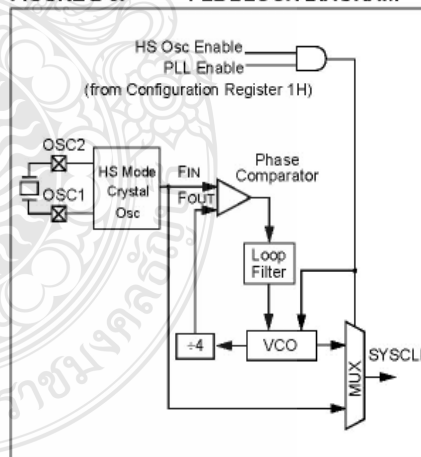 HS Osc Enable
PLL Enable
(from Configuration Register 1H)
OSC2
OSC1
HS Mode
Crystal
Osc
FIN
FOUT
Phase
Comparator
Loop
Filter
÷4
VCO
MUX